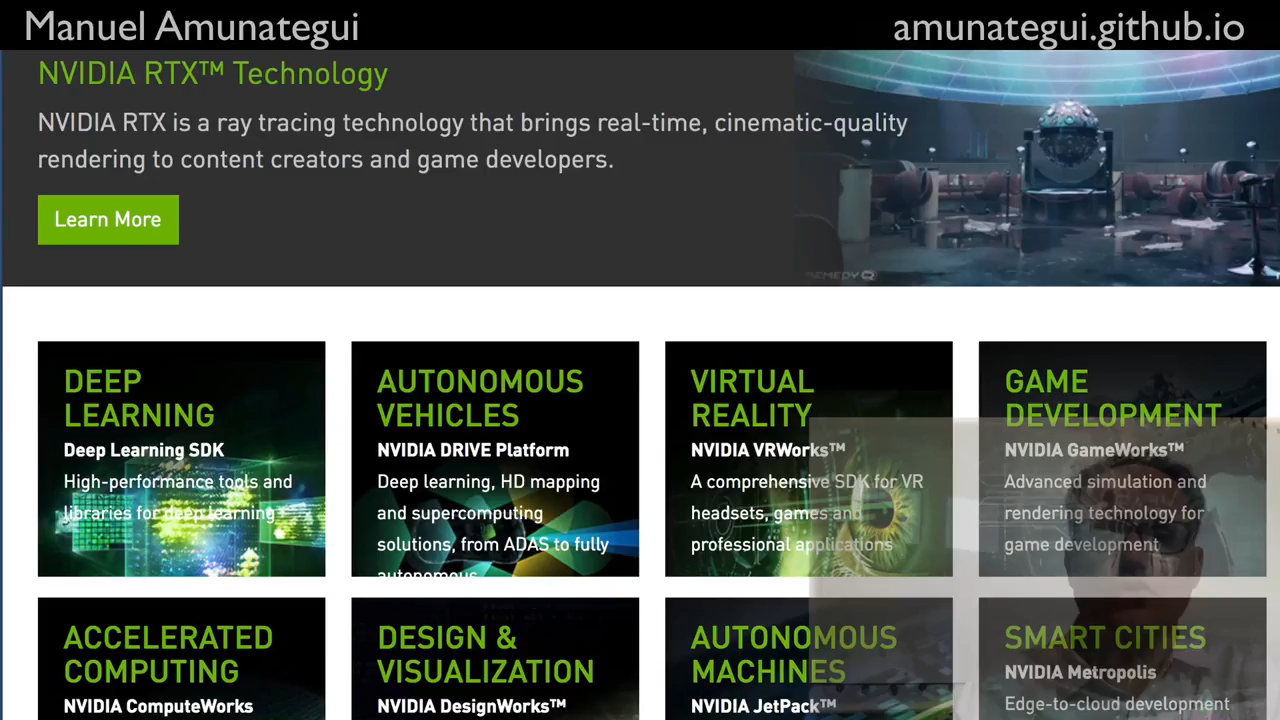 Manuel Amunategui
amunategui.github.io
NVIDIA RTX™ Technology
NVIDIA RTX is a ray tracing technology that brings real-time, cinematic-quality
rendering to content creators and game developers.
Learn More
REMEDY
DEEP
LEARNING
Deep Learning SDK
High-performance tools and
libraries for deep learning
AUTONOMOUS
VEHICLES
NVIDIA DRIVE Platform
Deep learning, HD mapping
and supercomputing
solutions, from ADAS to fully
autonomous
VIRTUAL
REALITY
NVIDIA VRWorks™
A comprehensive SDK for VR
headsets, games and
professional applications
GAME
DEVELOPMENT
NVIDIA GameWorks™
Advanced simulation and
rendering technology for
game development
ACCELERATED
COMPUTING
NVIDIA ComputeWorks
DESIGN &
VISUALIZATION
NVIDIA DesignWorks™
AUTONOMOUS
MACHINES
NVIDIA JetPack™
SMART CITIES
NVIDIA Metropolis
Edge-to-cloud development